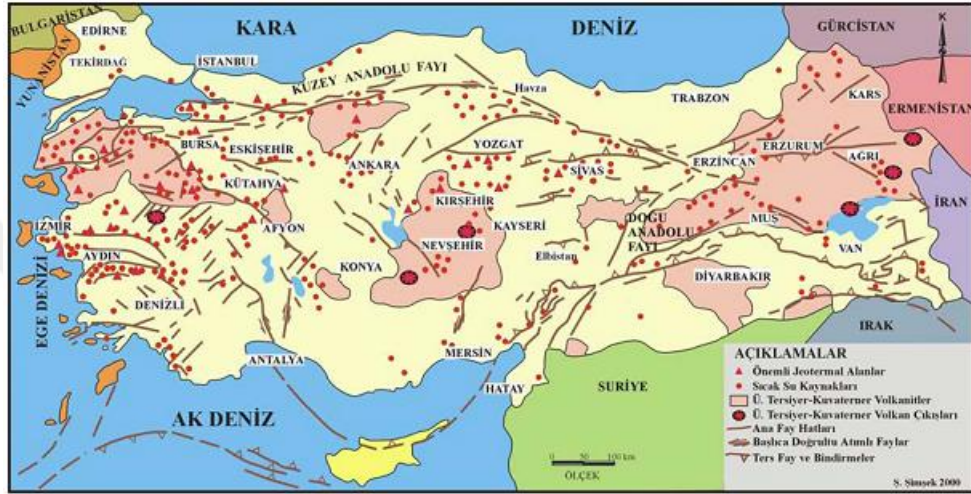 BULGARİSTAN
EDİRNE
KARA
DENİZ
GÜRCİSTAN
K
YUNANİSTAN
TEKİRDAĞ
İSTANBUL
KUZEY ANADOLU FAYI
Havza
TRABZON
KARS
ERMENİSTAN
BURSA
ESKİŞEHİR
ANKARA
YOZGAT
SİVAS
ERZİNCAN
ERZURUM
AĞRI
KÜTAHYA
KIRŞEHİR
İRAN
İZMİR
AFYON
NEVŞEHİR
KAYSERİ
DOĞU
ANADOLU
FAYI
MUŞ
AYDIN
KONYA
Elbistan
VAN
EGE DENİZİ
DİYARBAKIR
DENİZLİ
ANTALYA
MERSİN
HATAY
IRAK
SURİYE
AK DENİZ
AÇIKLAMALAR
Önemli Jeotermal Alanlar
Sıcak Su Kaynakları
Ü. Tersiyer-Kuvaterner Volkanitler
Ü. Tersiyer-Kuvaterner Volkan Çıkışları
Ana Fay Hatları
Başlıca Doğrultu Atımlı Faylar
Ters Fay ve Bindirmeler
0 50 100 km
ÖLÇEK
Ş. Şimşek 2000